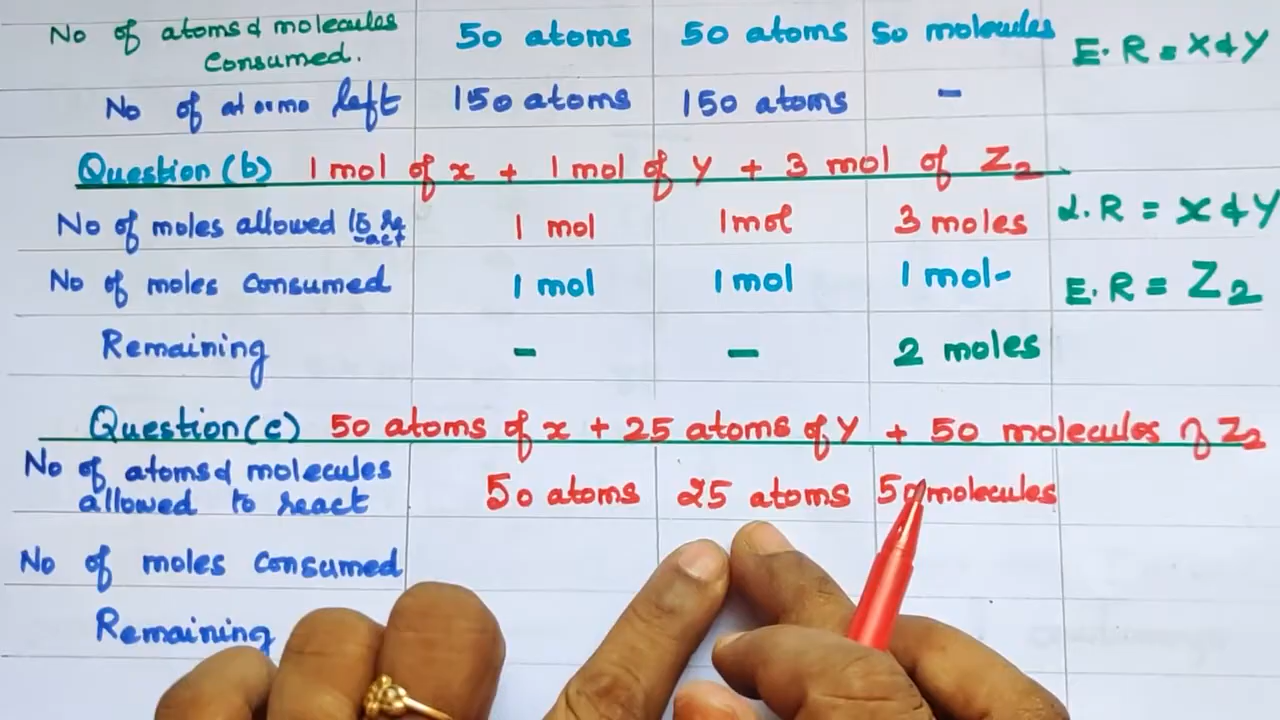 No of atoms & molecules consumed.
50 atoms 50 atoms 50 molecules
E.R = X & Y
No of atoms left 150 atoms 150 atoms -
Question (b) 1 mol of x + 1 mol of Y + 3 mol of Z2
No of moles allowed to re-act 1 mol 1 mol 3 moles L.R = X & Y
No of moles consumed 1 mol 1 mol 1 mol- E.R = Z2
Remaining - - 2 moles
Question (c) 50 atoms of x + 25 atoms of Y + 50 molecules of Z2
No of atoms & molecules
allowed to react 50 atoms 25 atoms 50 molecules
No of moles consumed
Remaining